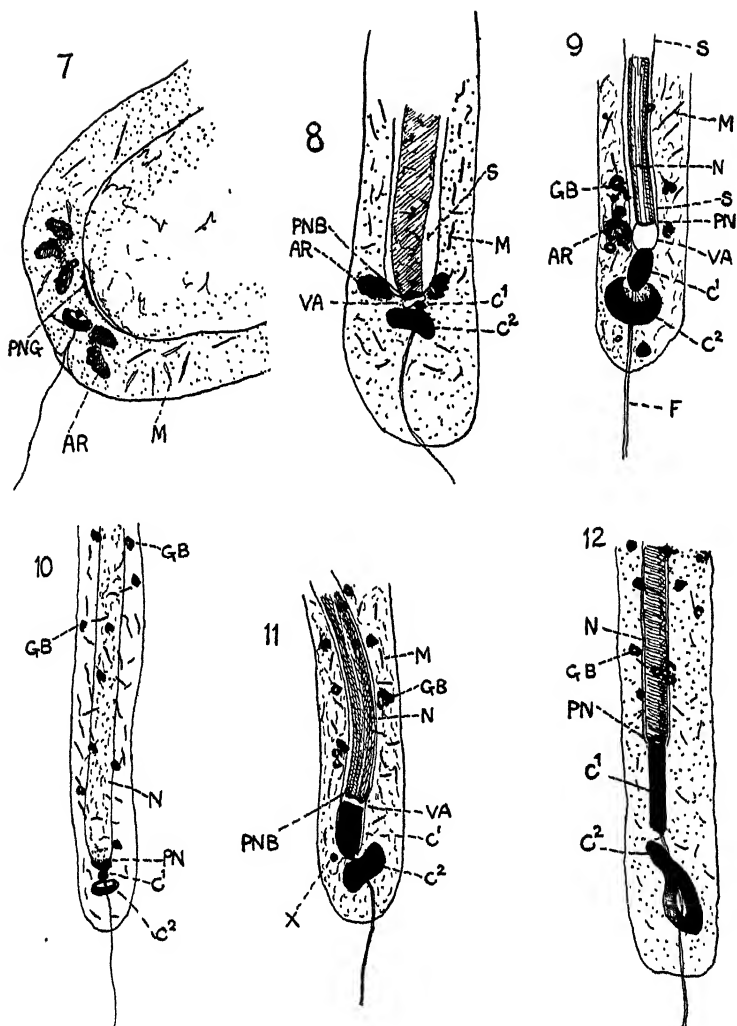 7
PNG
AR
M
8
S
PNB
M
AR
VA
C¹
C²
9
S
M
N
GB
S
PN
AR
VA
C¹
C²
F
10
GB
GB
N
PN
C¹
C²
11
M
GB
N
VA
PNB
C¹
C²
X
12
N
GB
PN
C¹
C²